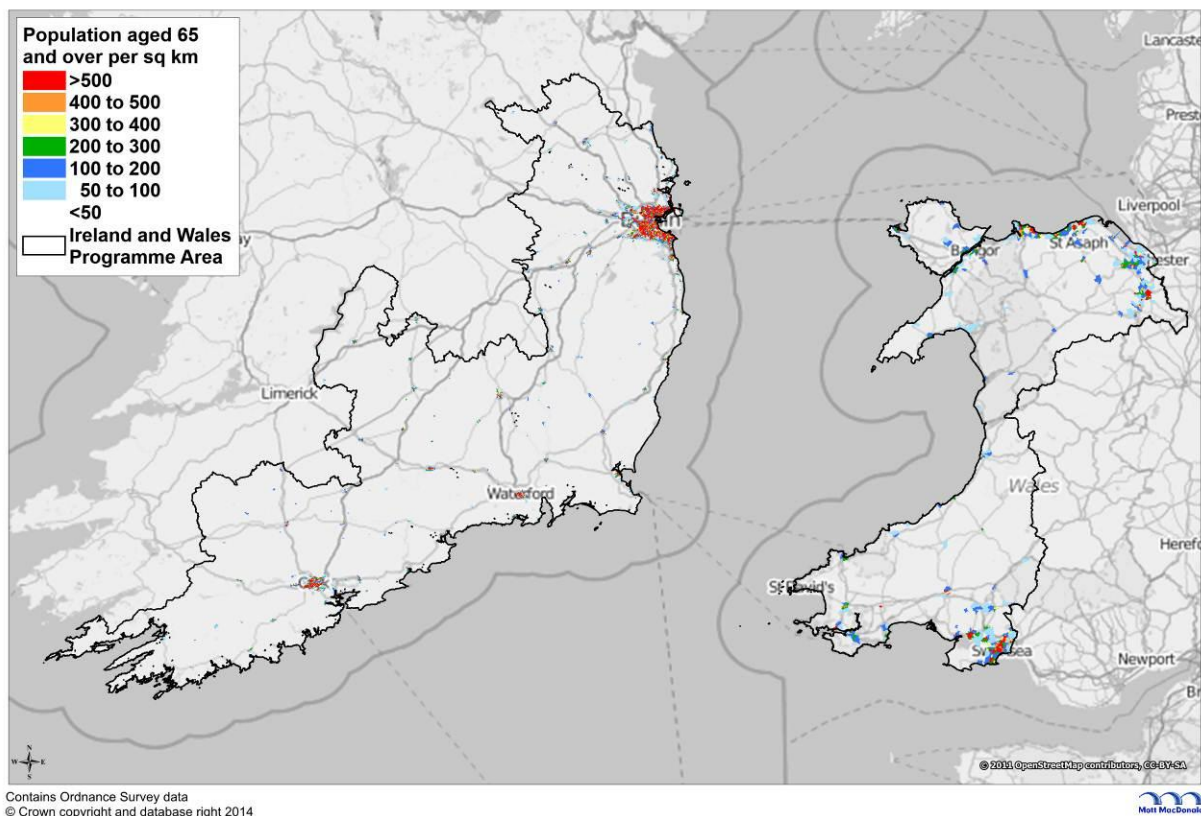 Population aged 65
and over per sq km
>500
400 to 500
300 to 400
200 to 300
100 to 200
50 to 100
<50
Ireland and Wales
Programme Area
Lancaster
Liverpool
Bangor
St Asaph
Limerick
Waterford
Wales
St David's
Swansea
Newport
N
W E
S
© 2011 OpenStreetMap contributors, CC-BY-SA
Contains Ordnance Survey data
© Crown copyright and database right 2014
Mott MacDonald